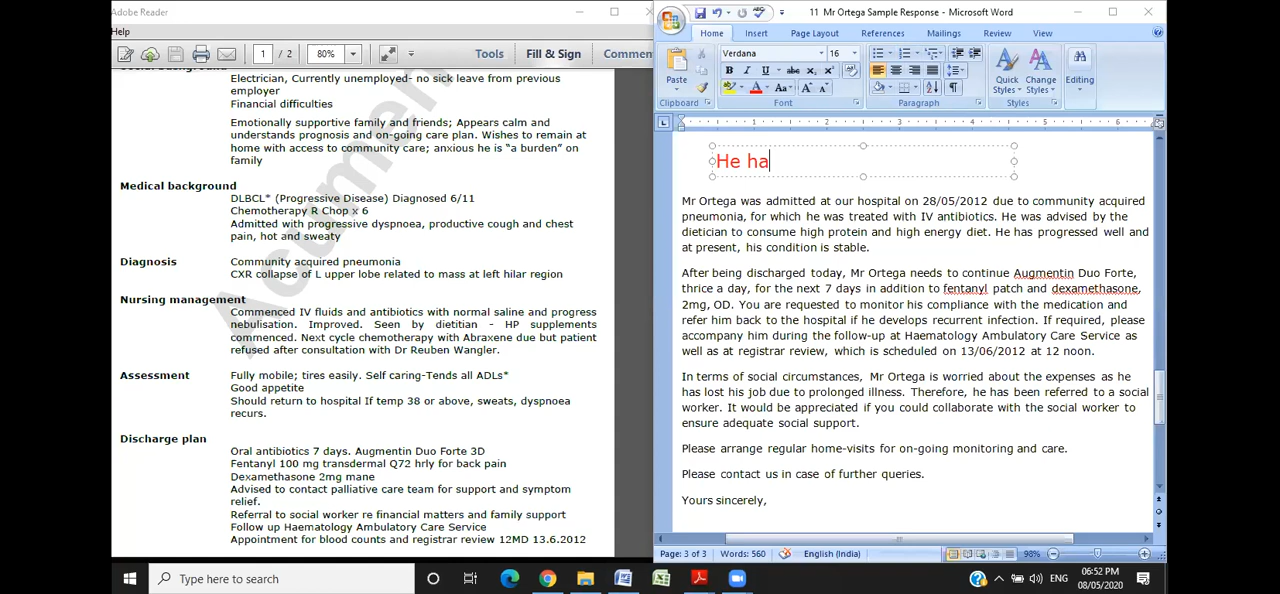 Adobe Reader
Help
1 / 2
80%
Tools
Fill & Sign
Commen
Electrician, Currently unemployed- no sick leave from previous
employer
Financial difficulties
Emotionally supportive family and friends; Appears calm and
understands prognosis and on-going care plan. Wishes to remain at
home with access to community care; anxious he is “a burden” on
family
Medical background
DLBCL* (Progressive Disease) Diagnosed 6/11
Chemotherapy R Chop x 6
Admitted with progressive dyspnoea, productive cough and chest
pain, hot and sweaty
Diagnosis
Community acquired pneumonia
CXR collapse of L upper lobe related to mass at left hilar region
Nursing management
Commenced IV fluids and antibiotics with normal saline and progress
nebulisation. Improved. Seen by dietitian - HP supplements
commenced. Next cycle chemotherapy with Abraxene due but patient
refused after consultation with Dr Reuben Wangler.
Assessment
Fully mobile; tires easily. Self caring-Tends all ADLs*
Good appetite
Should return to hospital If temp 38 or above, sweats, dyspnoea
recurs.
Discharge plan
Oral antibiotics 7 days. Augmentin Duo Forte 3D
Fentanyl 100 mg transdermal Q72 hrly for back pain
Dexamethasone 2mg mane
Advised to contact palliative care team for support and symptom
relief.
Referral to social worker re financial matters and family support
Follow up Haematology Ambulatory Care Service
Appointment for blood counts and registrar review 12MD 13.6.2012
Acumen
11 Mr Ortega Sample Response - Microsoft Word
Home Insert Page Layout References Mailings Review View
Verdana 16
Paste
Quick Styles
Change Styles
Editing
Clipboard Font Paragraph Styles
1 2 3 4 5 6
He ha
Mr Ortega was admitted at our hospital on 28/05/2012 due to community acquired
pneumonia, for which he was treated with IV antibiotics. He was advised by the
dietician to consume high protein and high energy diet. He has progressed well and
at present, his condition is stable.
After being discharged today, Mr Ortega needs to continue Augmentin Duo Forte,
thrice a day, for the next 7 days in addition to fentanyl patch and dexamethasone,
2mg, OD. You are requested to monitor his compliance with the medication and
refer him back to the hospital if he develops recurrent infection. If required, please
accompany him during the follow-up at Haematology Ambulatory Care Service as
well as at registrar review, which is scheduled on 13/06/2012 at 12 noon.
In terms of social circumstances, Mr Ortega is worried about the expenses as he
has lost his job due to prolonged illness. Therefore, he has been referred to a social
worker. It would be appreciated if you could collaborate with the social worker to
ensure adequate social support.
Please arrange regular home-visits for on-going monitoring and care.
Please contact us in case of further queries.
Yours sincerely,
Page: 3 of 3 Words: 560 English (India) 98%
Type here to search
ENG
06:52 PM
08/05/2020